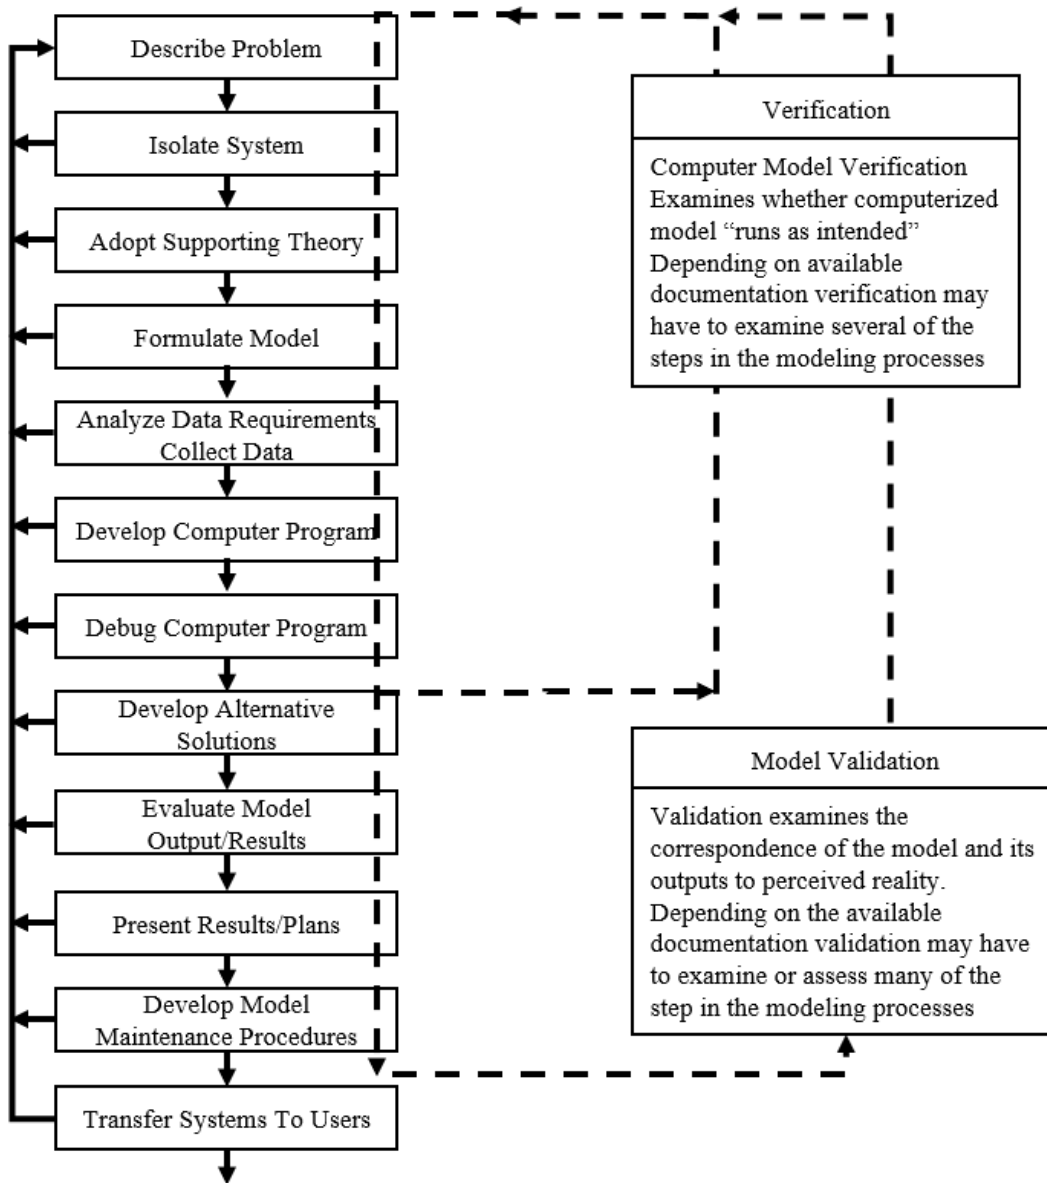 Describe Problem
Isolate System
Adopt Supporting Theory
Formulate Model
Analyze Data Requirements
Collect Data
Develop Computer Program
Debug Computer Program
Develop Alternative
Solutions
Evaluate Model
Output/Results
Present Results/Plans
Develop Model
Maintenance Procedures
Transfer Systems To Users
Verification
Computer Model Verification
Examines whether computerized
model “runs as intended”
Depending on available
documentation verification may
have to examine several of the
steps in the modeling processes
Model Validation
Validation examines the
correspondence of the model and its
outputs to perceived reality.
Depending on the available
documentation validation may have
to examine or assess many of the
step in the modeling processes